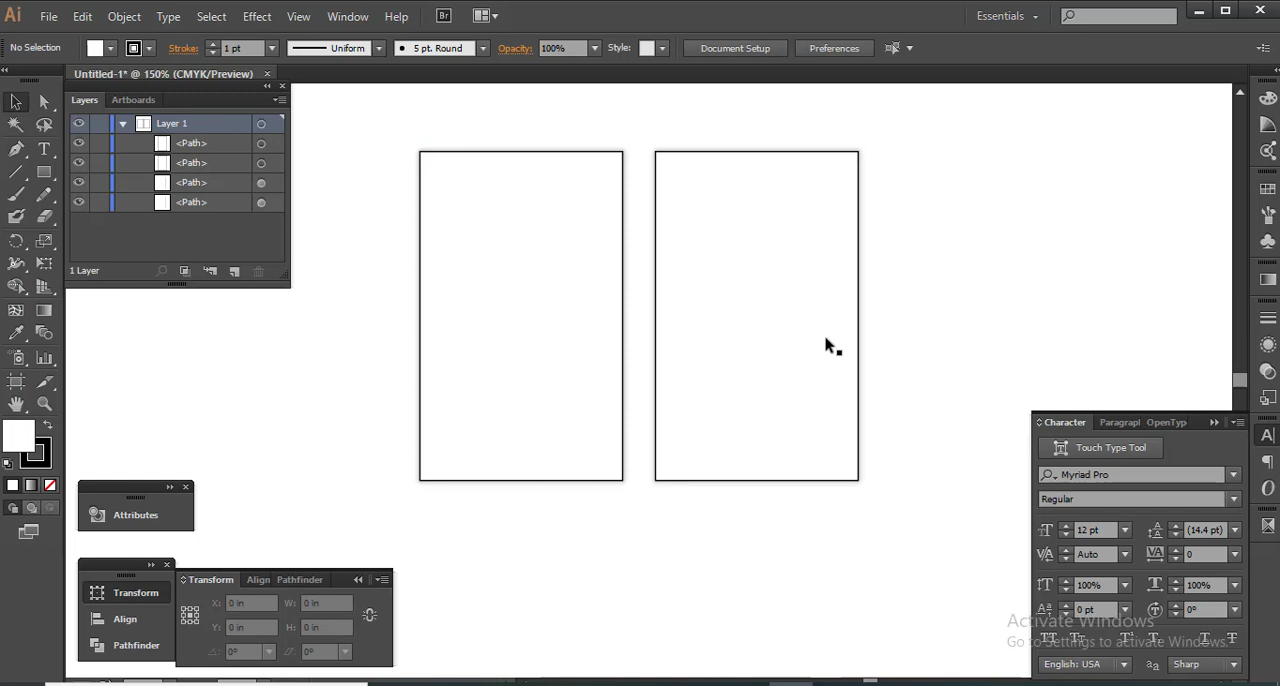 Ai File Edit Object Type Select Effect View Window Help Br Essentials
No Selection Stroke: 1 pt Uniform 5 pt. Round Opacity: 100% Style: Document Setup Preferences
Untitled-1* @ 150% (CMYK/Preview)
Layers Artboards
Layer 1
<Path>
<Path>
<Path>
<Path>
1 Layer
Attributes
Transform
Align
Pathfinder
Transform Align Pathfinder
X: 0 in W: 0 in
Y: 0 in H: 0 in
0° 0°
Character Paragraph OpenTyp
Touch Type Tool
Myriad Pro
Regular
12 pt (14.4 pt)
Auto 0
100% 100%
0 pt 0°
Activate Windows
Go to Settings to activate Windows.
English: USA Sharp